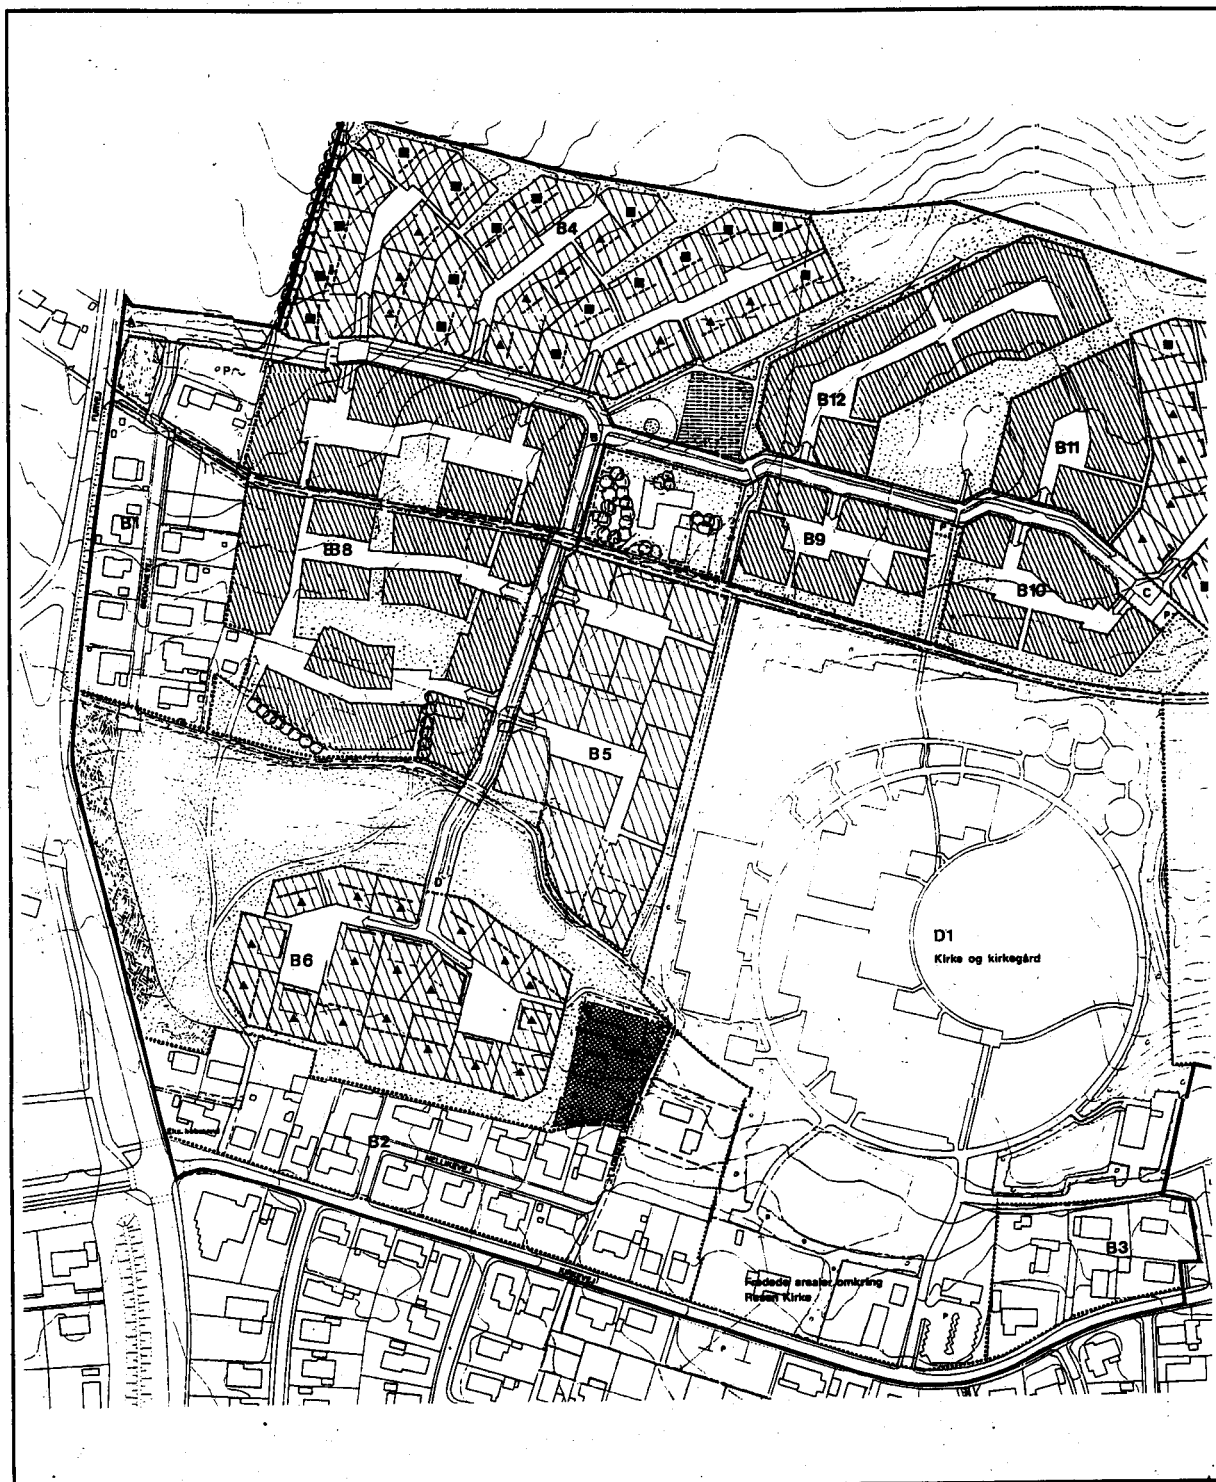 B4
P
B12
B11
B1
B8
B9
B10
C
P
B5
D1
Kirke og kirkegård
B6
B2
NELLIKEVEJ
B3
Fredede arealer omkring
Resen Kirke
P
P